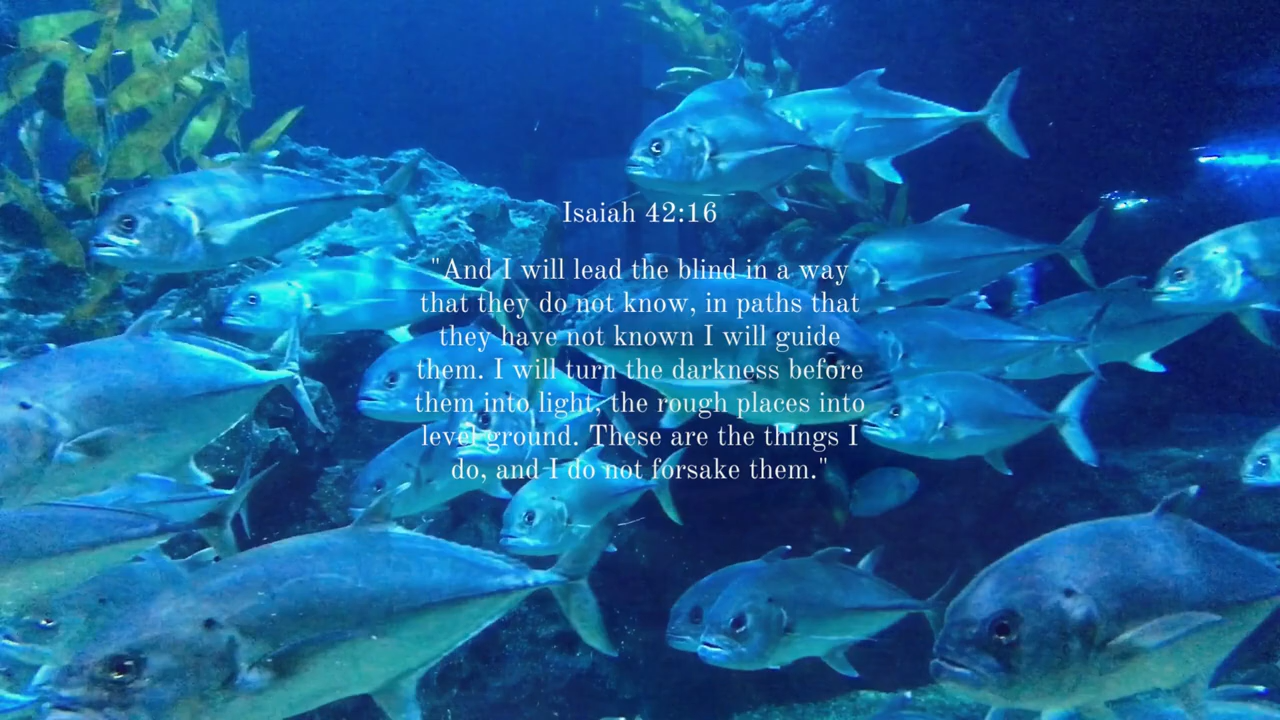 Isaiah 42:16
"And I will lead the blind in a way
that they do not know, in paths that
they have not known I will guide
them. I will turn the darkness before
them into light, the rough places into
level ground. These are the things I
do, and I do not forsake them."